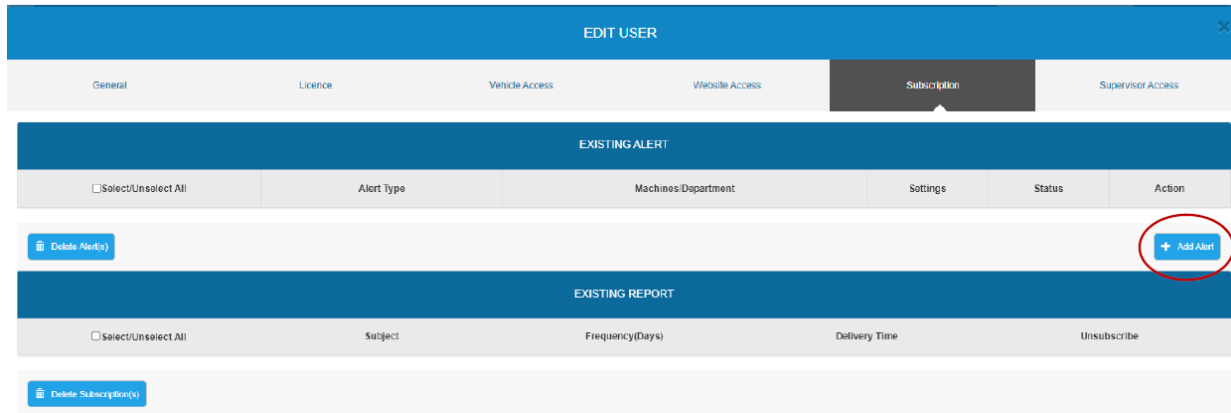 EDIT USER
General Licence Vehicle Access Website Access Subscription Supervisor Access
EXISTING ALERT
Select/Unselect All Alert Type Machines/Department Settings Status Action
Delete Alert(s) + Add Alert
EXISTING REPORT
Select/Unselect All Subject Frequency(Days) Delivery Time Unsubscribe
Delete Subscription(s)